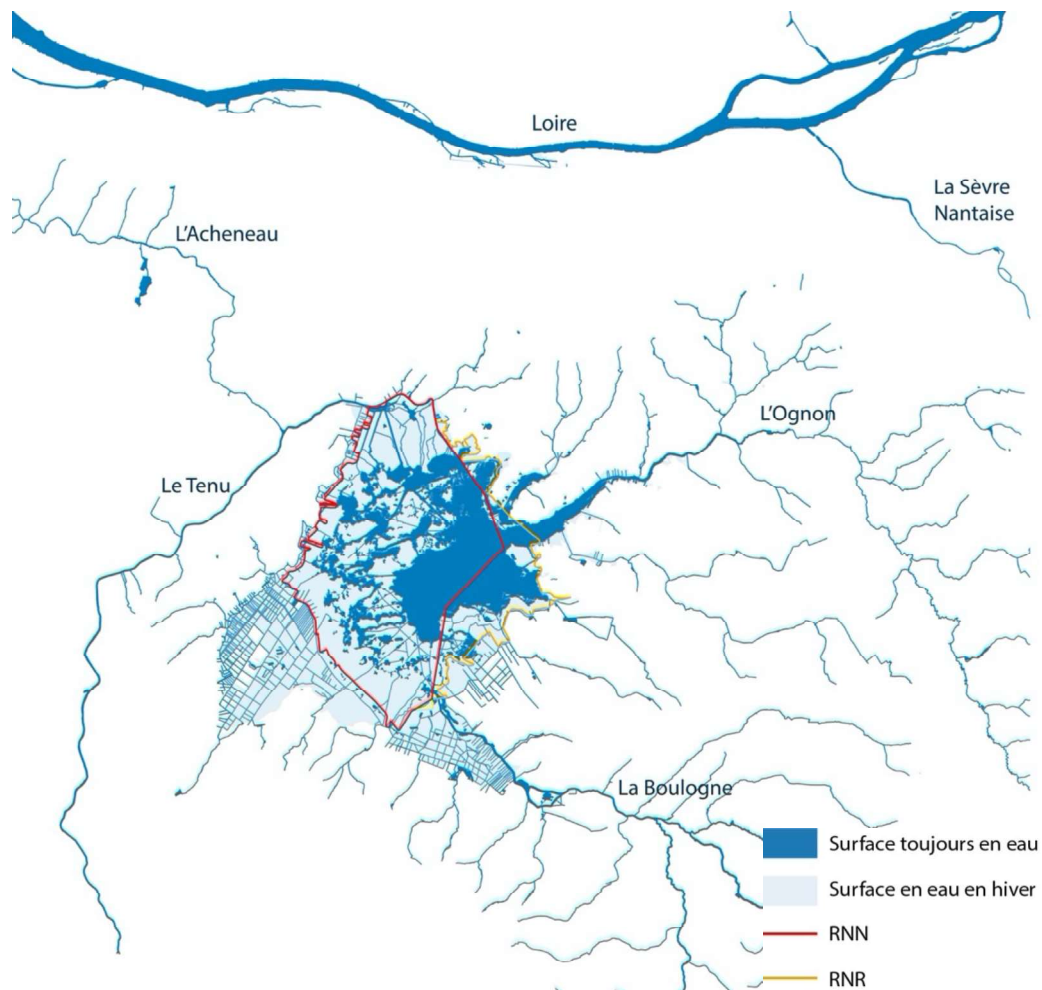 Loire
La Sèvre
Nantaise
L'Acheneau
L'Ognon
Le Tenu
La Boulogne
Surface toujours en eau
Surface en eau en hiver
RNN
RNR